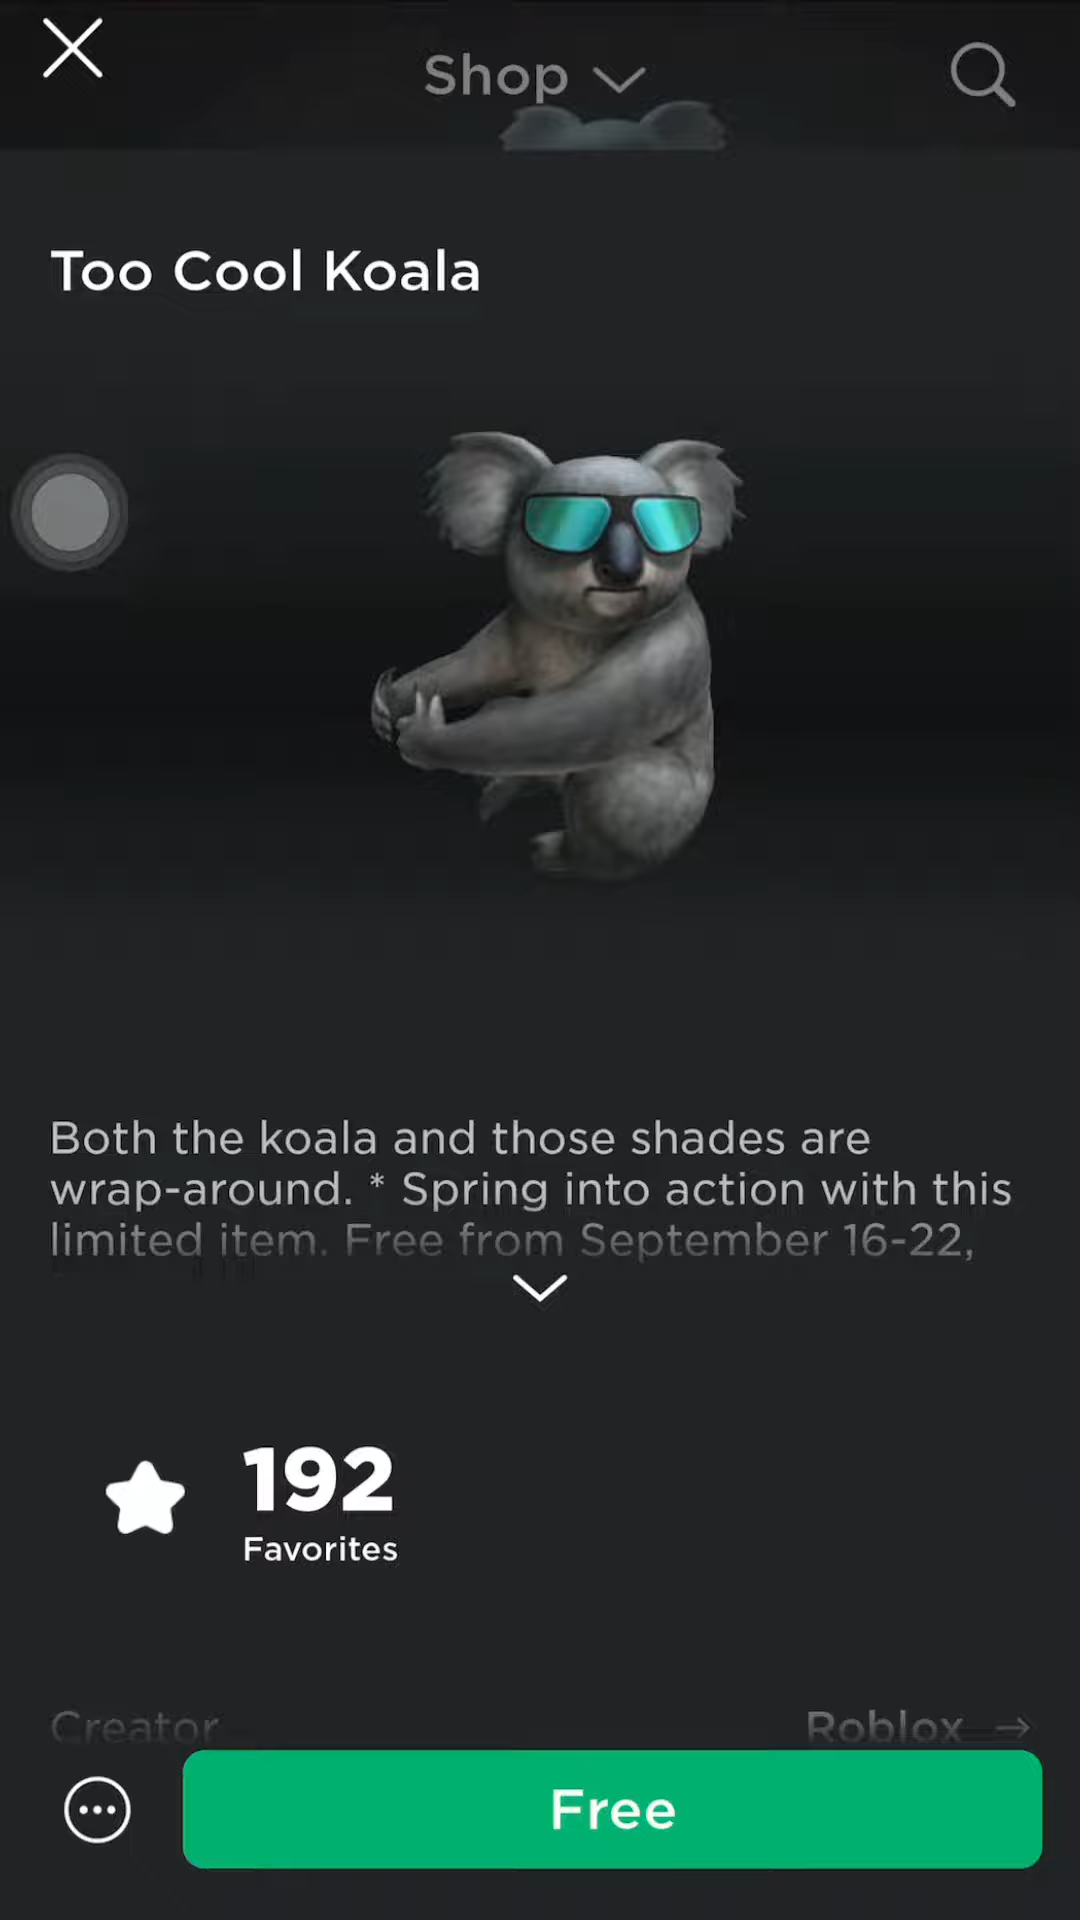 Shop
Too Cool Koala
Both the koala and those shades are
wrap-around. * Spring into action with this
limited item. Free from September 16-22,
192
Favorites
Creator
Roblox
Free